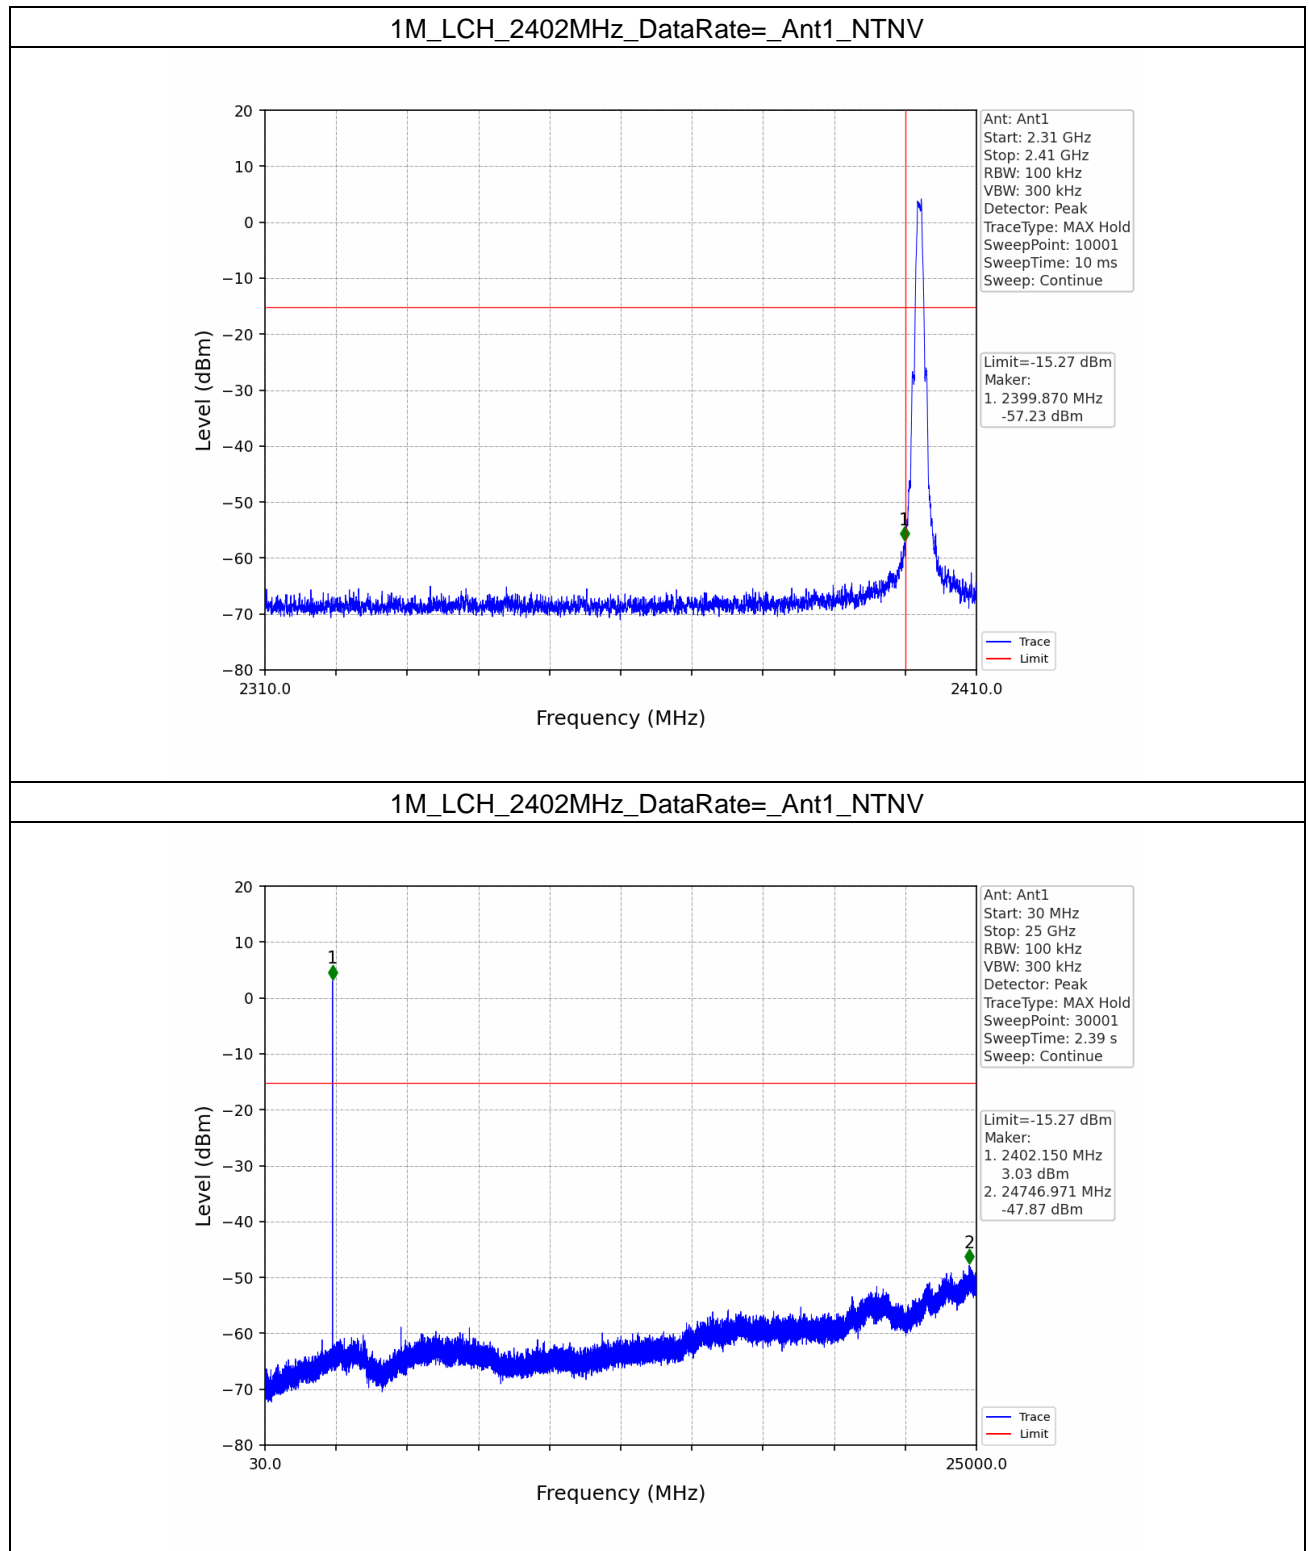 1M_LCH_2402MHz_DataRate=_Ant1_NTNV
20
10
0
−10
−20
−30
−40
−50
−60
−70
−80
Level (dBm)
1
2310.0
2410.0
Frequency (MHz)
Ant: Ant1
Start: 2.31 GHz
Stop: 2.41 GHz
RBW: 100 kHz
VBW: 300 kHz
Detector: Peak
TraceType: MAX Hold
SweepPoint: 10001
SweepTime: 10 ms
Sweep: Continue
Limit=-15.27 dBm
Maker:
1. 2399.870 MHz
-57.23 dBm
Trace
Limit
1M_LCH_2402MHz_DataRate=_Ant1_NTNV
20
10
0
−10
−20
−30
−40
−50
−60
−70
−80
Level (dBm)
1
2
30.0
25000.0
Frequency (MHz)
Ant: Ant1
Start: 30 MHz
Stop: 25 GHz
RBW: 100 kHz
VBW: 300 kHz
Detector: Peak
TraceType: MAX Hold
SweepPoint: 30001
SweepTime: 2.39 s
Sweep: Continue
Limit=-15.27 dBm
Maker:
1. 2402.150 MHz
3.03 dBm
2. 24746.971 MHz
-47.87 dBm
Trace
Limit